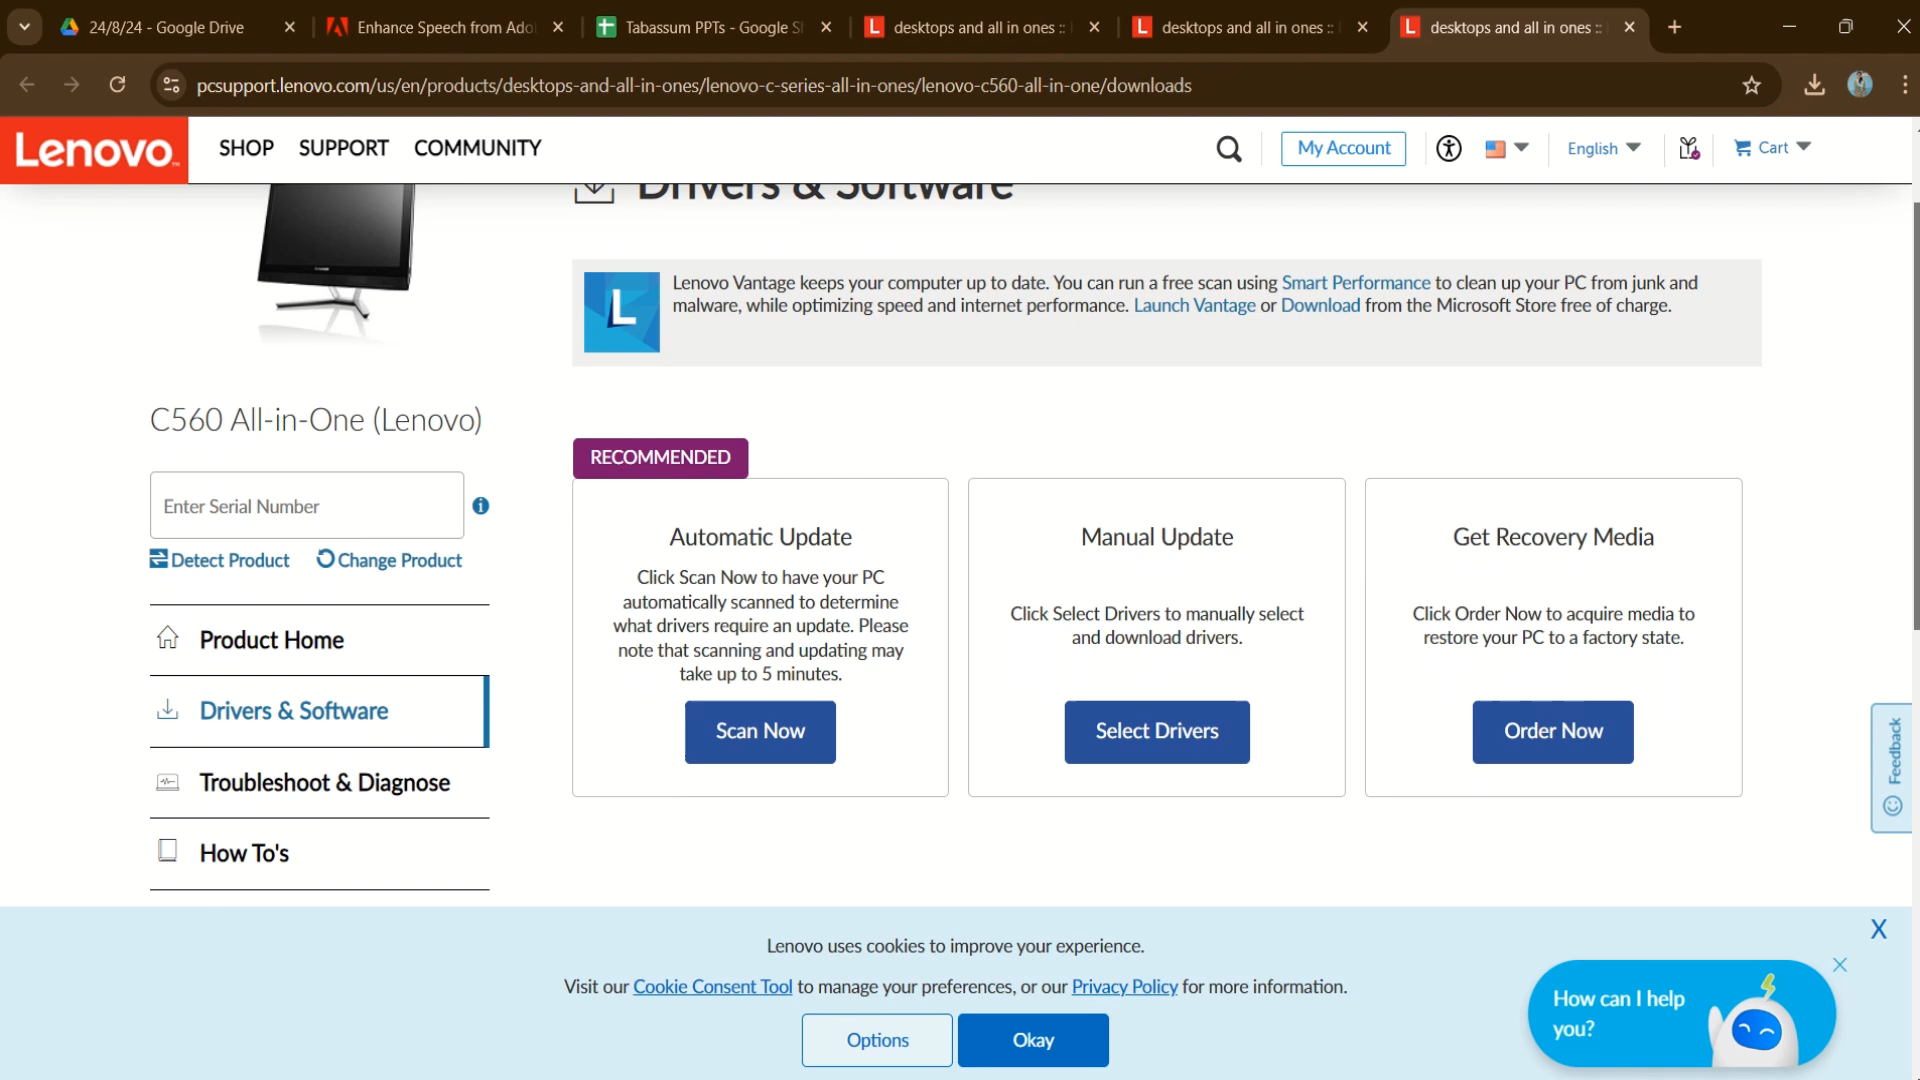 24/8/24 - Google Drive
Enhance Speech from Ado
Tabassum PPTs - Google S
desktops and all in ones ::
desktops and all in ones ::
desktops and all in ones ::
pcsupport.lenovo.com/us/en/products/desktops-and-all-in-ones/lenovo-c-series-all-in-ones/lenovo-c560-all-in-one/downloads
Lenovo
SHOP SUPPORT COMMUNITY
My Account
English
Cart
Drivers & Software
L
Lenovo Vantage keeps your computer up to date. You can run a free scan using Smart Performance to clean up your PC from junk and
malware, while optimizing speed and internet performance. Launch Vantage or Download from the Microsoft Store free of charge.
C560 All-in-One (Lenovo)
Enter Serial Number
Detect Product
Change Product
Product Home
Drivers & Software
Troubleshoot & Diagnose
How To's
RECOMMENDED
Automatic Update
Click Scan Now to have your PC
automatically scanned to determine
what drivers require an update. Please
note that scanning and updating may
take up to 5 minutes.
Scan Now
Manual Update
Click Select Drivers to manually select
and download drivers.
Select Drivers
Get Recovery Media
Click Order Now to acquire media to
restore your PC to a factory state.
Order Now
Feedback
X
Lenovo uses cookies to improve your experience.
Visit our Cookie Consent Tool to manage your preferences, or our Privacy Policy for more information.
Options
Okay
How can I help
you?